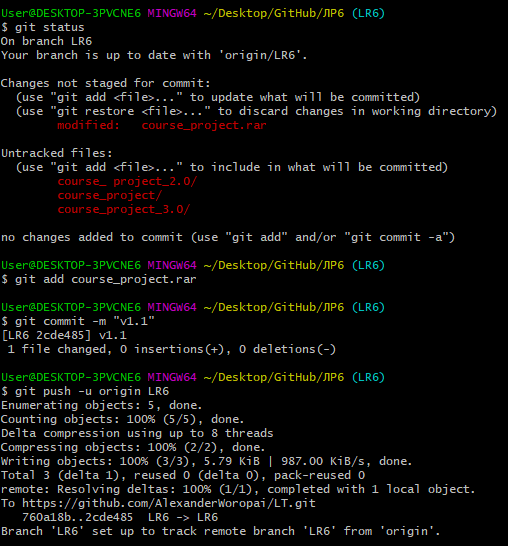 User@DESKTOP-3PVCNE6 MINGW64 ~/Desktop/GitHub/ЛР6 (LR6)
$ git status
On branch LR6
Your branch is up to date with 'origin/LR6'.
Changes not staged for commit:
(use "git add <file>..." to update what will be committed)
(use "git restore <file>..." to discard changes in working directory)
modified:   course_project.rar
Untracked files:
(use "git add <file>..." to include in what will be committed)
course_ project_2.0/
course_project/
course_project_3.0/
no changes added to commit (use "git add" and/or "git commit -a")
User@DESKTOP-3PVCNE6 MINGW64 ~/Desktop/GitHub/ЛР6 (LR6)
$ git add course_project.rar
User@DESKTOP-3PVCNE6 MINGW64 ~/Desktop/GitHub/ЛР6 (LR6)
$ git commit -m "v1.1"
[LR6 2cde485] v1.1
1 file changed, 0 insertions(+), 0 deletions(-)
User@DESKTOP-3PVCNE6 MINGW64 ~/Desktop/GitHub/ЛР6 (LR6)
$ git push -u origin LR6
Enumerating objects: 5, done.
Counting objects: 100% (5/5), done.
Delta compression using up to 8 threads
Compressing objects: 100% (2/2), done.
Writing objects: 100% (3/3), 5.79 KiB | 987.00 KiB/s, done.
Total 3 (delta 1), reused 0 (delta 0), pack-reused 0
remote: Resolving deltas: 100% (1/1), completed with 1 local object.
To https://github.com/AlexanderWoropai/LT.git
760a18b..2cde485  LR6 -> LR6
Branch 'LR6' set up to track remote branch 'LR6' from 'origin'.